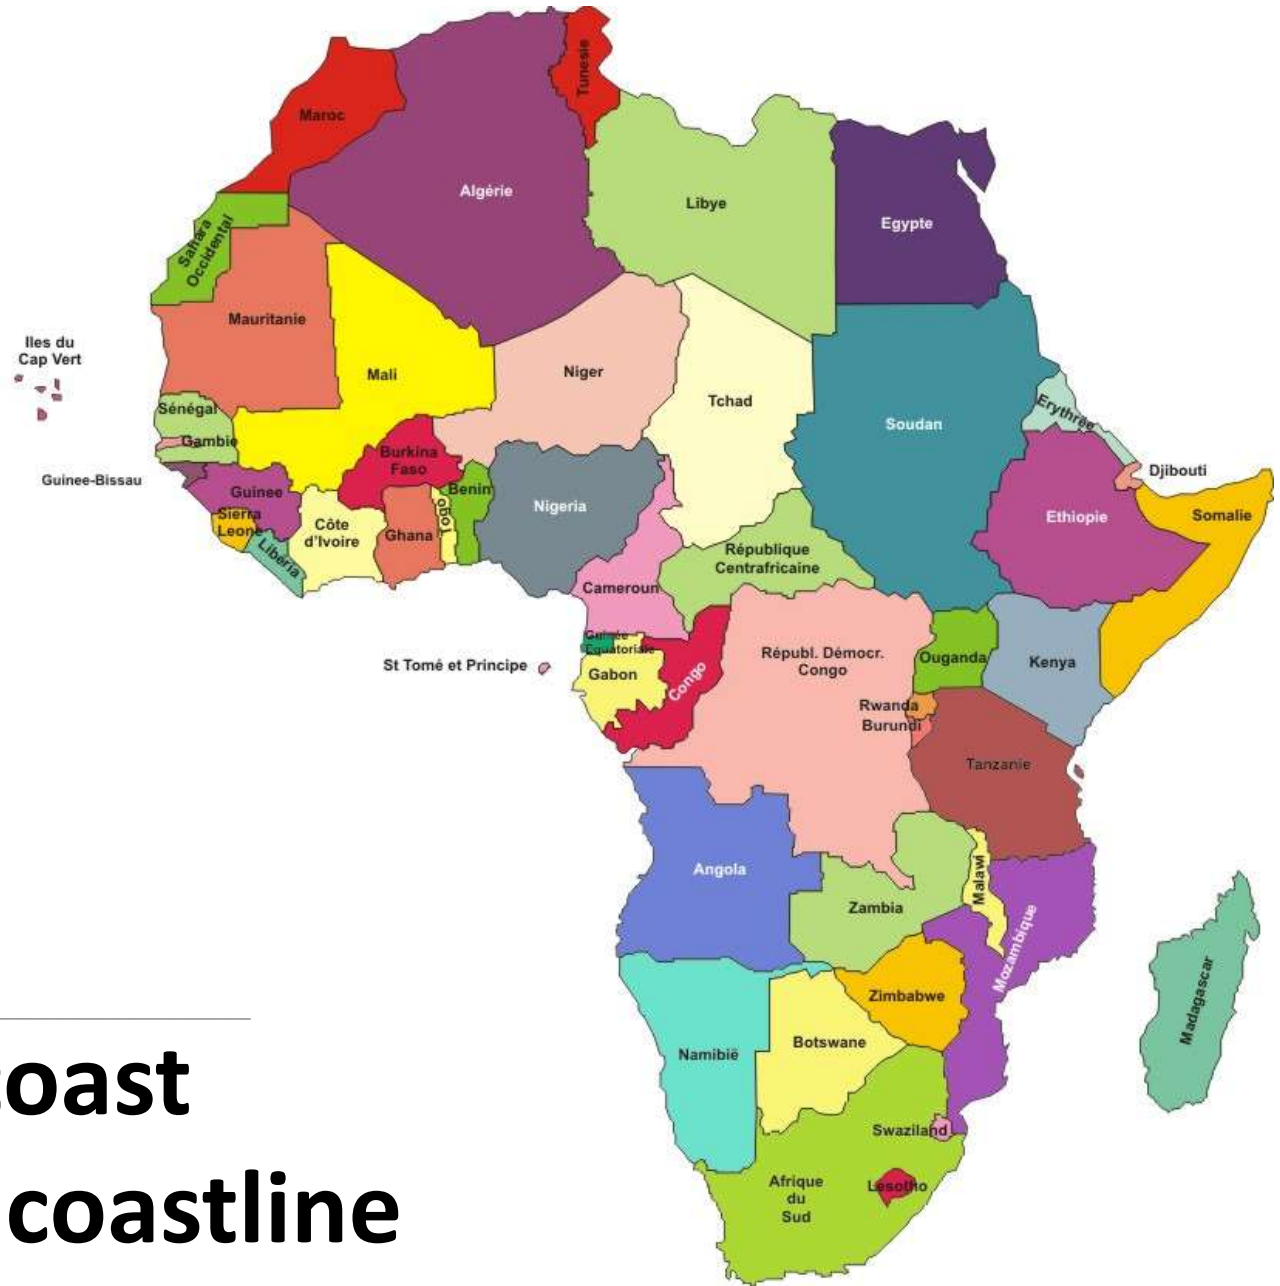 Tunesie
Maroc
Algérie
Libye
Egypte
Sahara
Occidental
Mauritanie
Iles du
Cap Vert
Mali
Niger
Tchad
Soudan
Erythrée
Sénégal
Gambie
Burkina
Faso
Guinee-Bissau
Guinee
Benin
Djibouti
Nigeria
Ethiopie
Somalie
Sierra
Leone
Côte
d'Ivoire
Ghana
Togo
Liberia
République
Centrafricaine
Cameroun
Guinée
Equatoriale
St Tomé et Principe
Gabon
Congo
Républ. Démocr.
Congo
Ouganda
Kenya
Rwanda
Burundi
Tanzanie
Angola
Zambia
Malawi
Mozambique
Madagascar
Zimbabwe
Namibië
Botswane
Swaziland
Lesotho
Afrique
du
Sud
coast
coastline